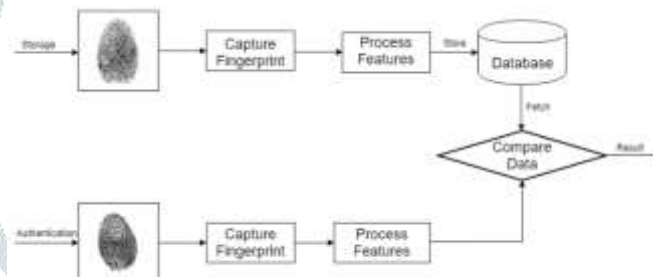 Storage
Capture
Fingerprint
Process
Features
Store
Database
Fetch
Compare
Data
Result
Authentication
Capture
Fingerprint
Process
Features